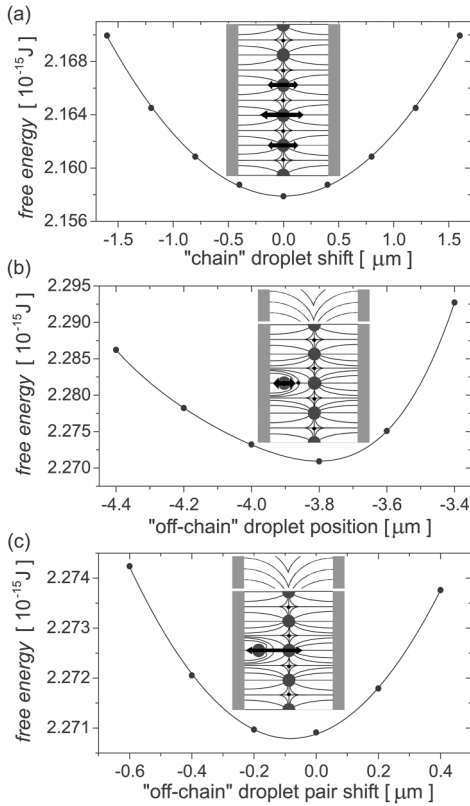 (a)
free energy [ 10⁻¹⁵J ]
2.168
2.164
2.160
2.156
-1.5 -1.0 -0.5 0.0 0.5 1.0 1.5
"chain" droplet shift [ μm ]
(b)
free energy [ 10⁻¹⁵J ]
2.295
2.290
2.285
2.280
2.275
2.270
-4.4 -4.2 -4.0 -3.8 -3.6 -3.4
"off-chain" droplet position [ μm ]
(c)
free energy [ 10⁻¹⁵J ]
2.274
2.273
2.272
2.271
-0.6 -0.4 -0.2 0.0 0.2 0.4
"off-chain" droplet pair shift [ μm ]